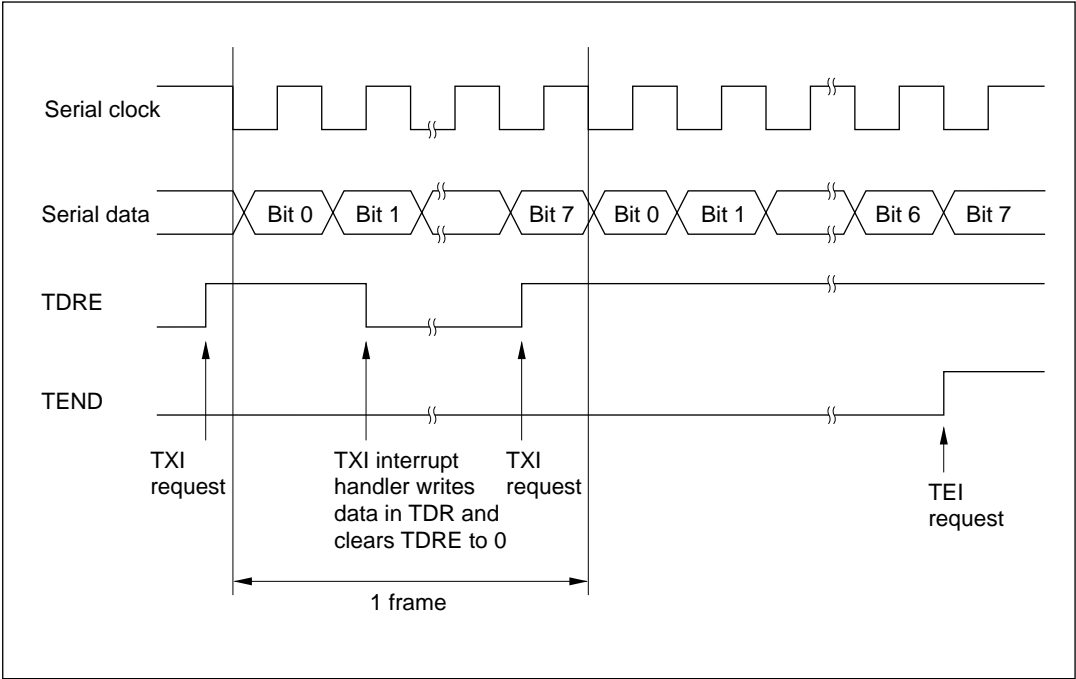 Serial clock
Serial data
Bit 0
Bit 1
Bit 7
Bit 0
Bit 1
Bit 6
Bit 7
TDRE
TEND
TXI
request
TXI interrupt
handler writes
data in TDR and
clears TDRE to 0
TXI
request
TEI
request
1 frame